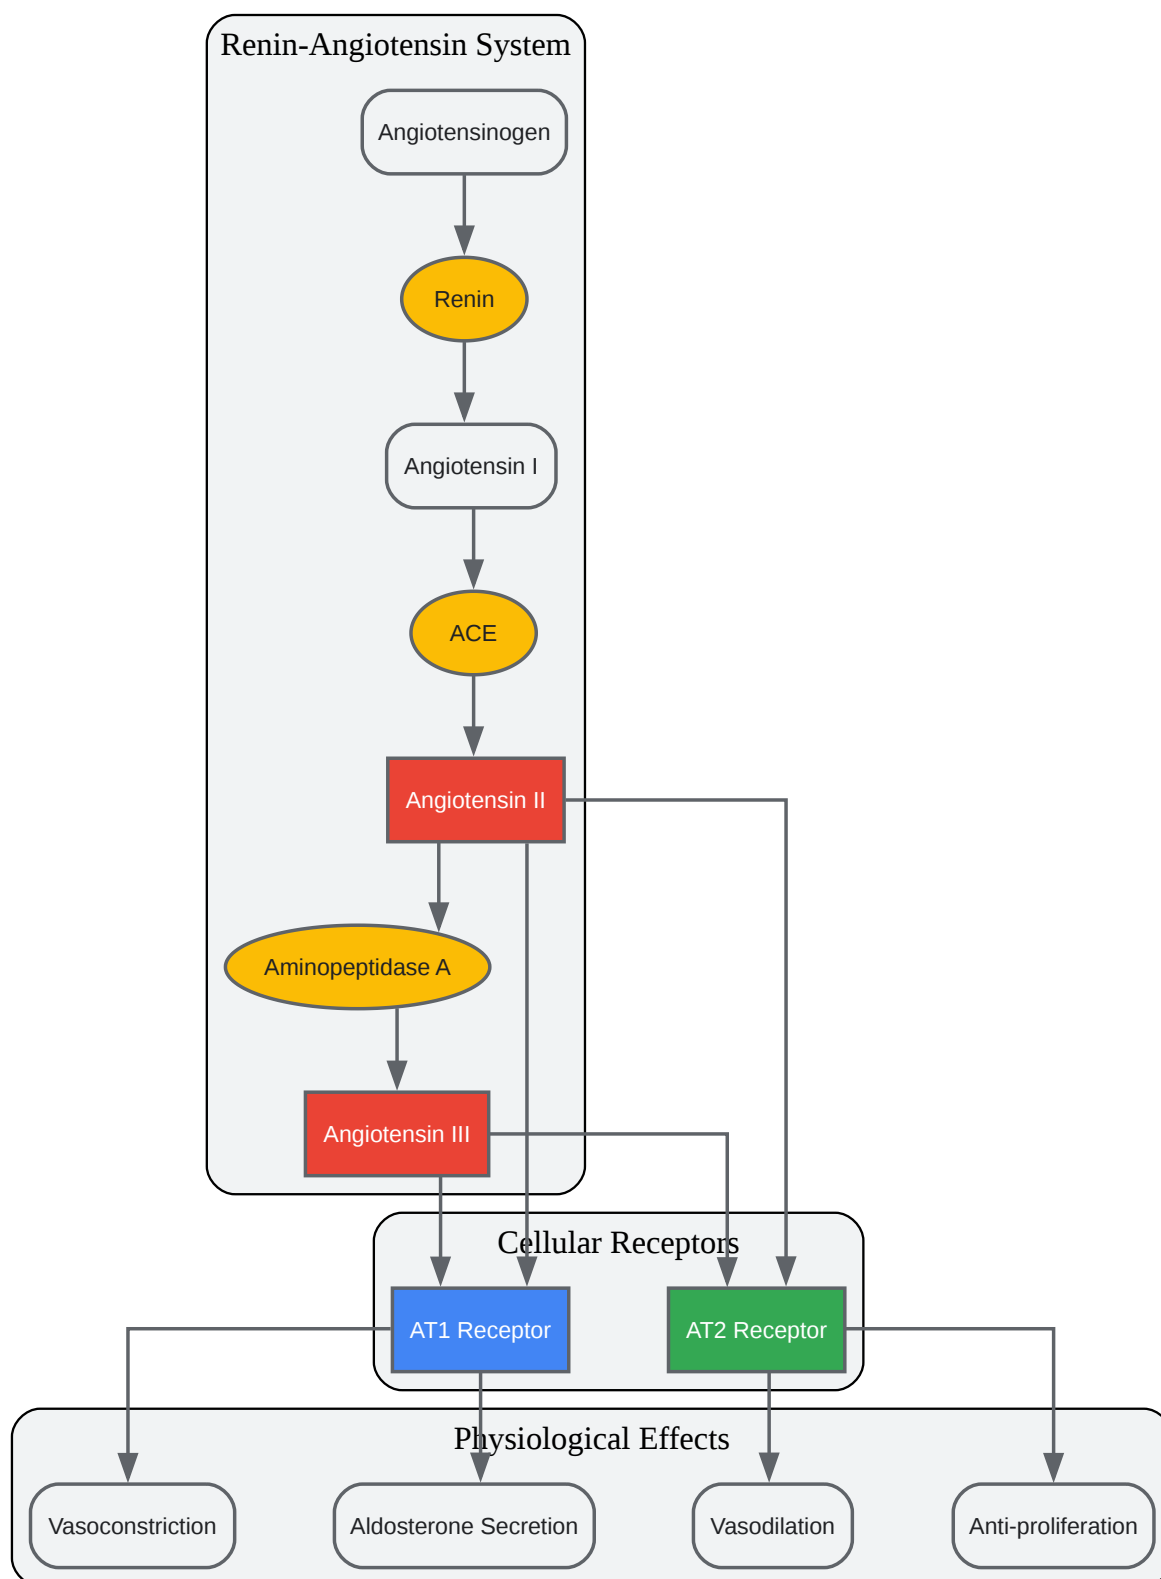 Renin-Angiotensin System
Angiotensinogen
Renin
Angiotensin I
ACE
Angiotensin II
Aminopeptidase A
Angiotensin III
Cellular Receptors
AT1 Receptor
AT2 Receptor
Physiological Effects
Vasoconstriction
Aldosterone Secretion
Vasodilation
Anti-proliferation